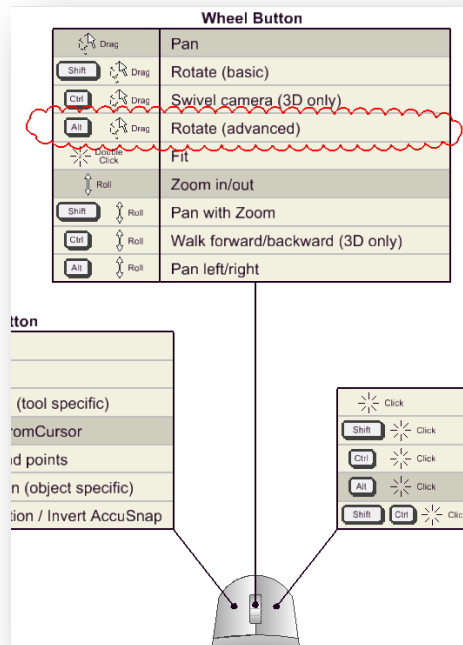 Wheel Button
Drag Pan
Shift Drag Rotate (basic)
Ctrl Drag Swivel camera (3D only)
Alt Drag Rotate (advanced)
Double Click Fit
Roll Zoom in/out
Shift Roll Pan with Zoom
Ctrl Roll Walk forward/backward (3D only)
Alt Roll Pan left/right
tton
(tool specific)
romCursor
nd points
n (object specific)
tion / Invert AccuSnap
Click
Shift Click
Ctrl Click
Alt Click
Shift Ctrl Clic